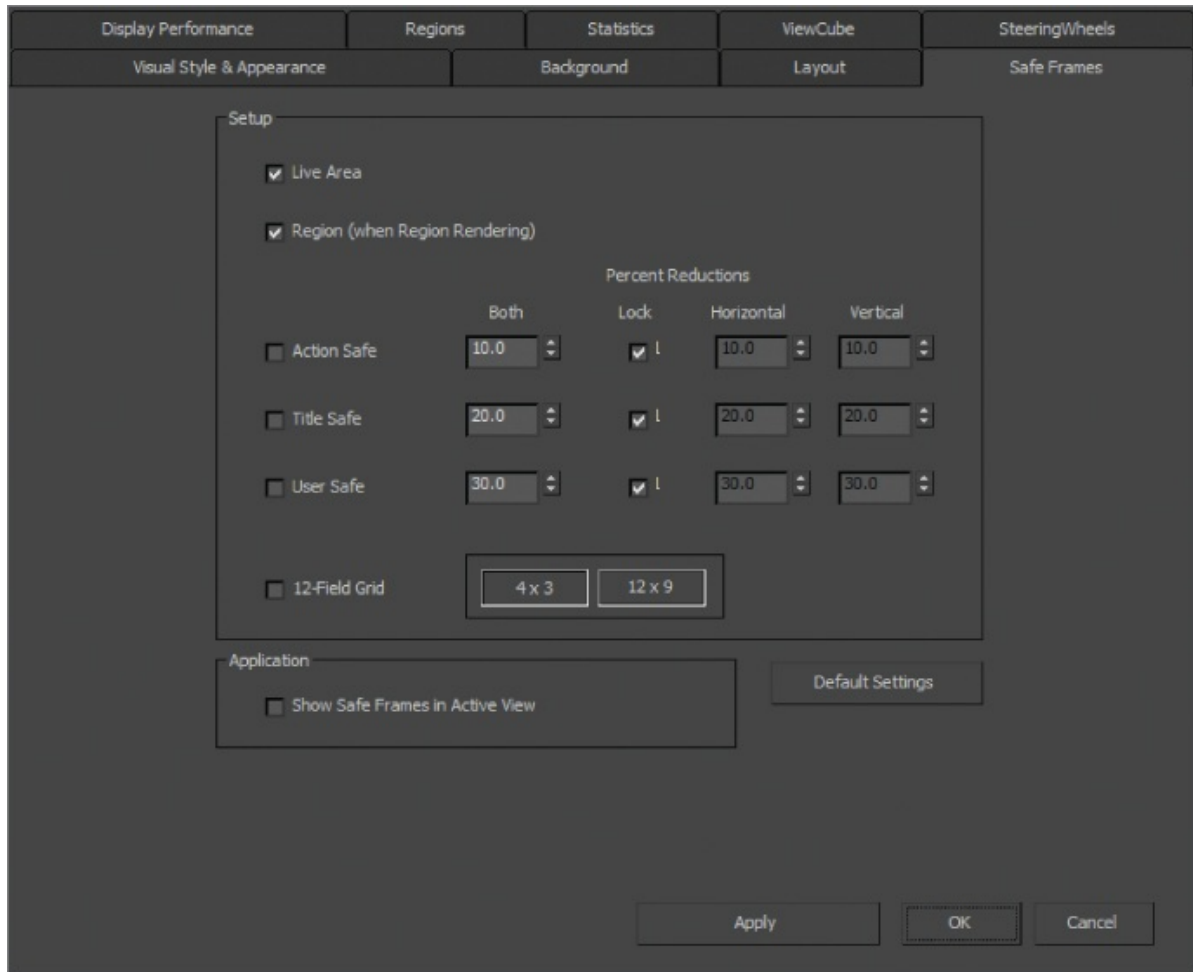 Display Performance Regions Statistics ViewCube SteeringWheels
Visual Style & Appearance Background Layout Safe Frames
Setup
Live Area
Region (when Region Rendering)
Percent Reductions
Both Lock Horizontal Vertical
Action Safe 10.0 l 10.0 10.0
Title Safe 20.0 l 20.0 20.0
User Safe 30.0 l 30.0 30.0
12-Field Grid 4 x 3 12 x 9
Application
Show Safe Frames in Active View
Default Settings
Apply OK Cancel